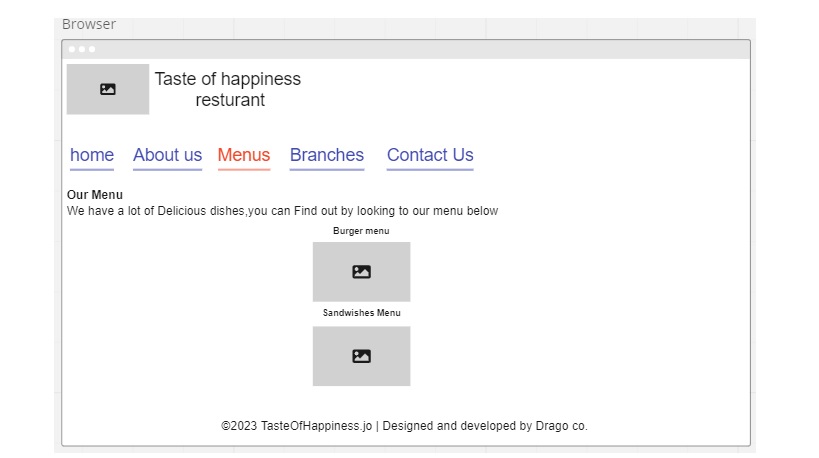 Browser
Taste of happiness
resturant
home About us Menus Branches Contact Us
Our Menu
We have a lot of Delicious dishes,you can Find out by looking to our menu below
Burger menu
Sandwishes Menu
©2023 TasteOfHappiness.jo | Designed and developed by Drago co.